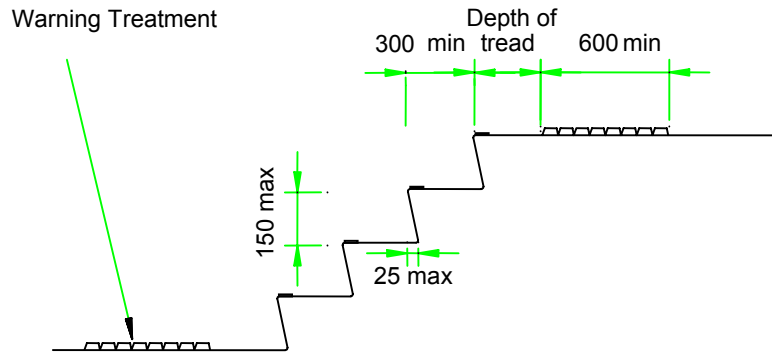 Warning Treatment
Depth of
300 min tread 600 min
150 max
25 max